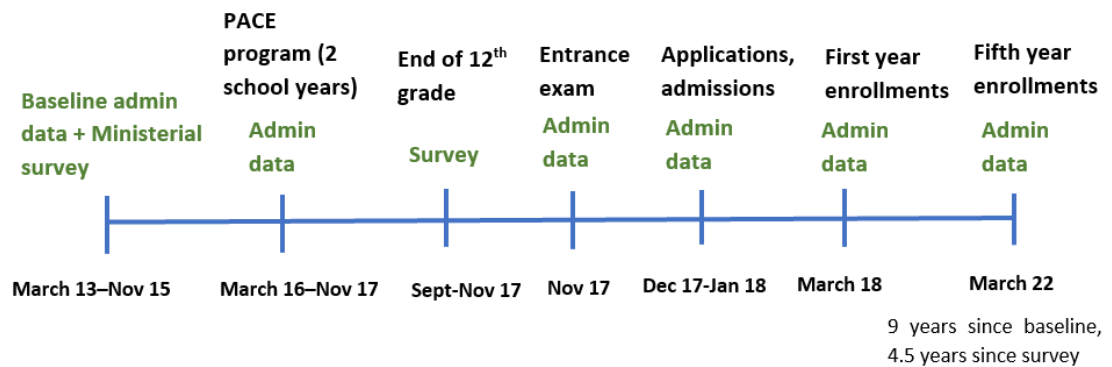 PACE
program (2
school years)
End of 12th
grade
Entrance
exam
Applications,
admissions
First year
enrollments
Fifth year
enrollments
Baseline admin
data + Ministerial
survey
Admin
data
Survey
Admin
data
Admin
data
Admin
data
Admin
data
March 13–Nov 15
March 16–Nov 17
Sept-Nov 17
Nov 17
Dec 17-Jan 18
March 18
March 22
9 years since baseline,
4.5 years since survey